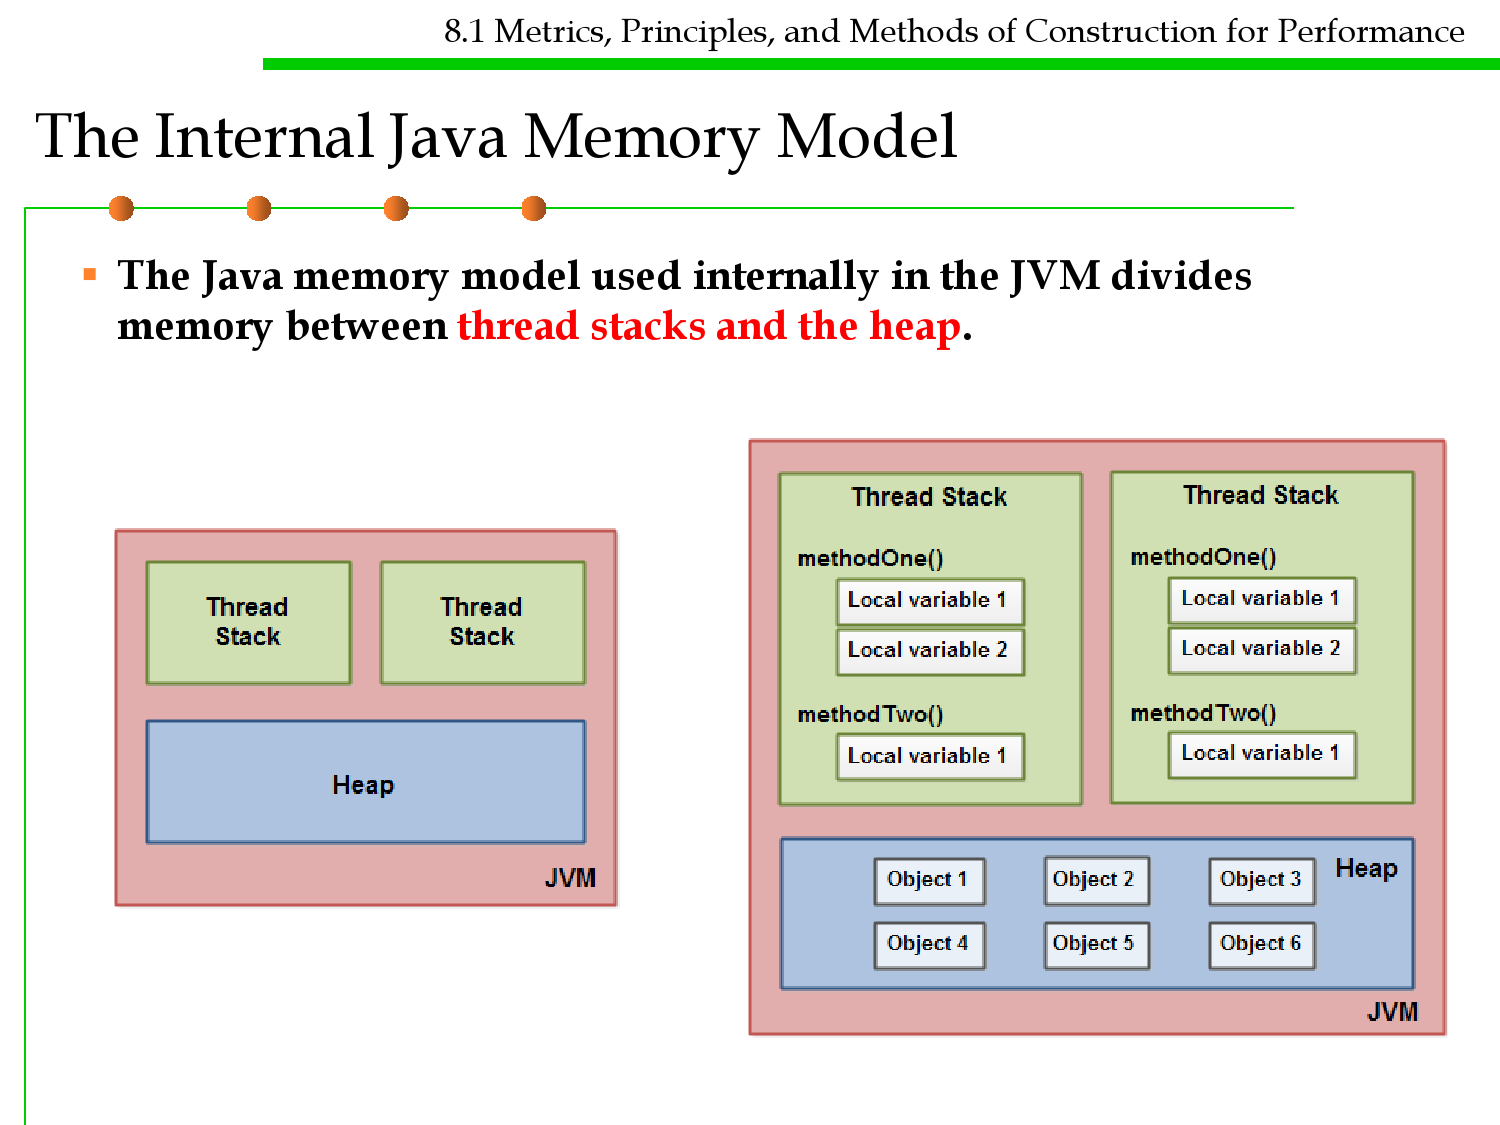 8.1 Metrics, Principles, and Methods of Construction for Performance
The Internal Java Memory Model
The Java memory model used internally in the JVM divides
memory between thread stacks and the heap.
Thread
Stack
Thread
Stack
Heap
JVM
Thread Stack
methodOne()
Local variable 1
Local variable 2
methodTwo()
Local variable 1
Thread Stack
methodOne()
Local variable 1
Local variable 2
methodTwo()
Local variable 1
Heap
Object 1
Object 2
Object 3
Object 4
Object 5
Object 6
JVM